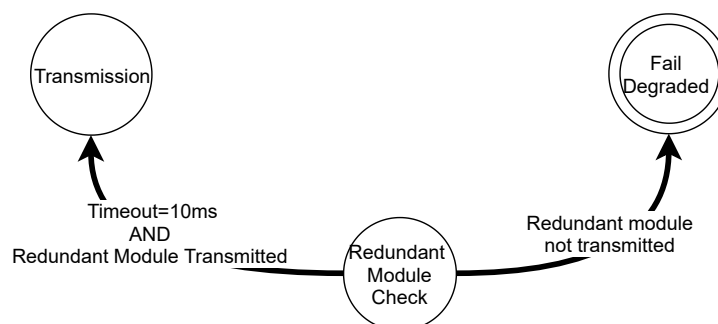 Transmission
Fail
Degraded
Timeout=10ms
AND
Redundant Module Transmitted
Redundant module
not transmitted
Redundant
Module
Check